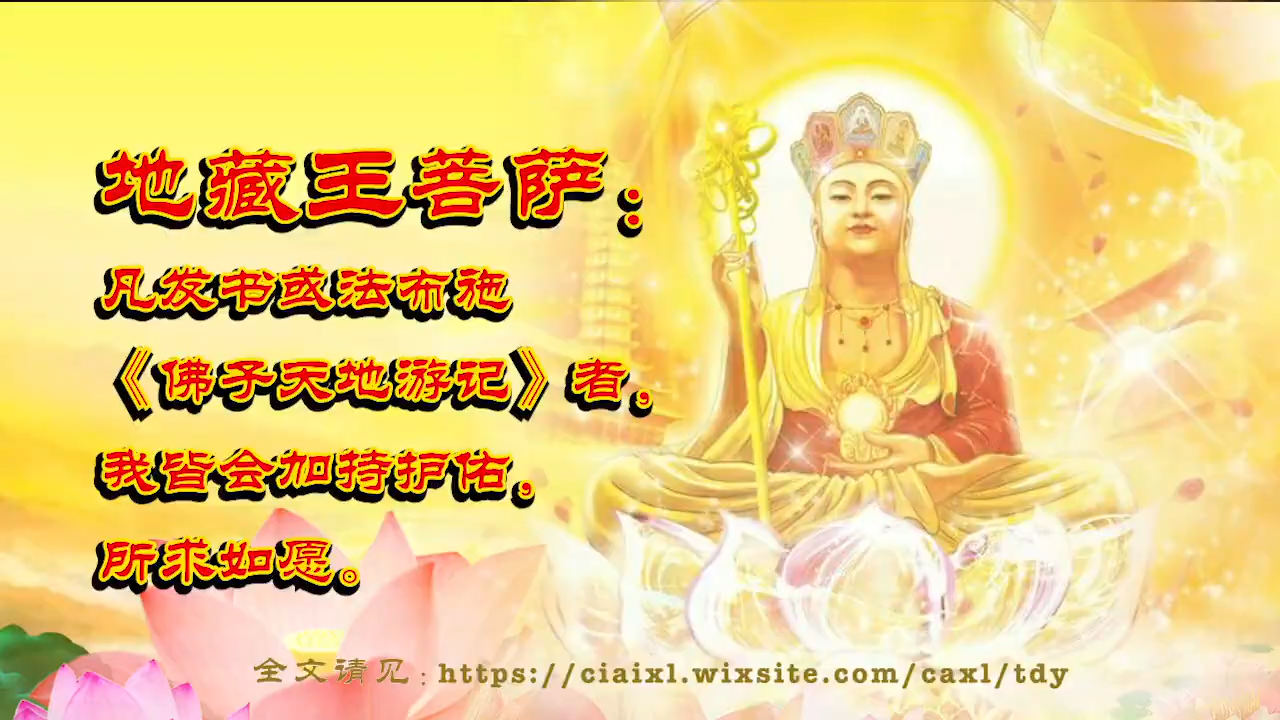 地藏王菩萨：
凡发书或法布施
《佛子天地游记》者，
我皆会加持护佑，
所求如愿。
全文请见：https://ciaixl.wixsite.com/caxl/tdy